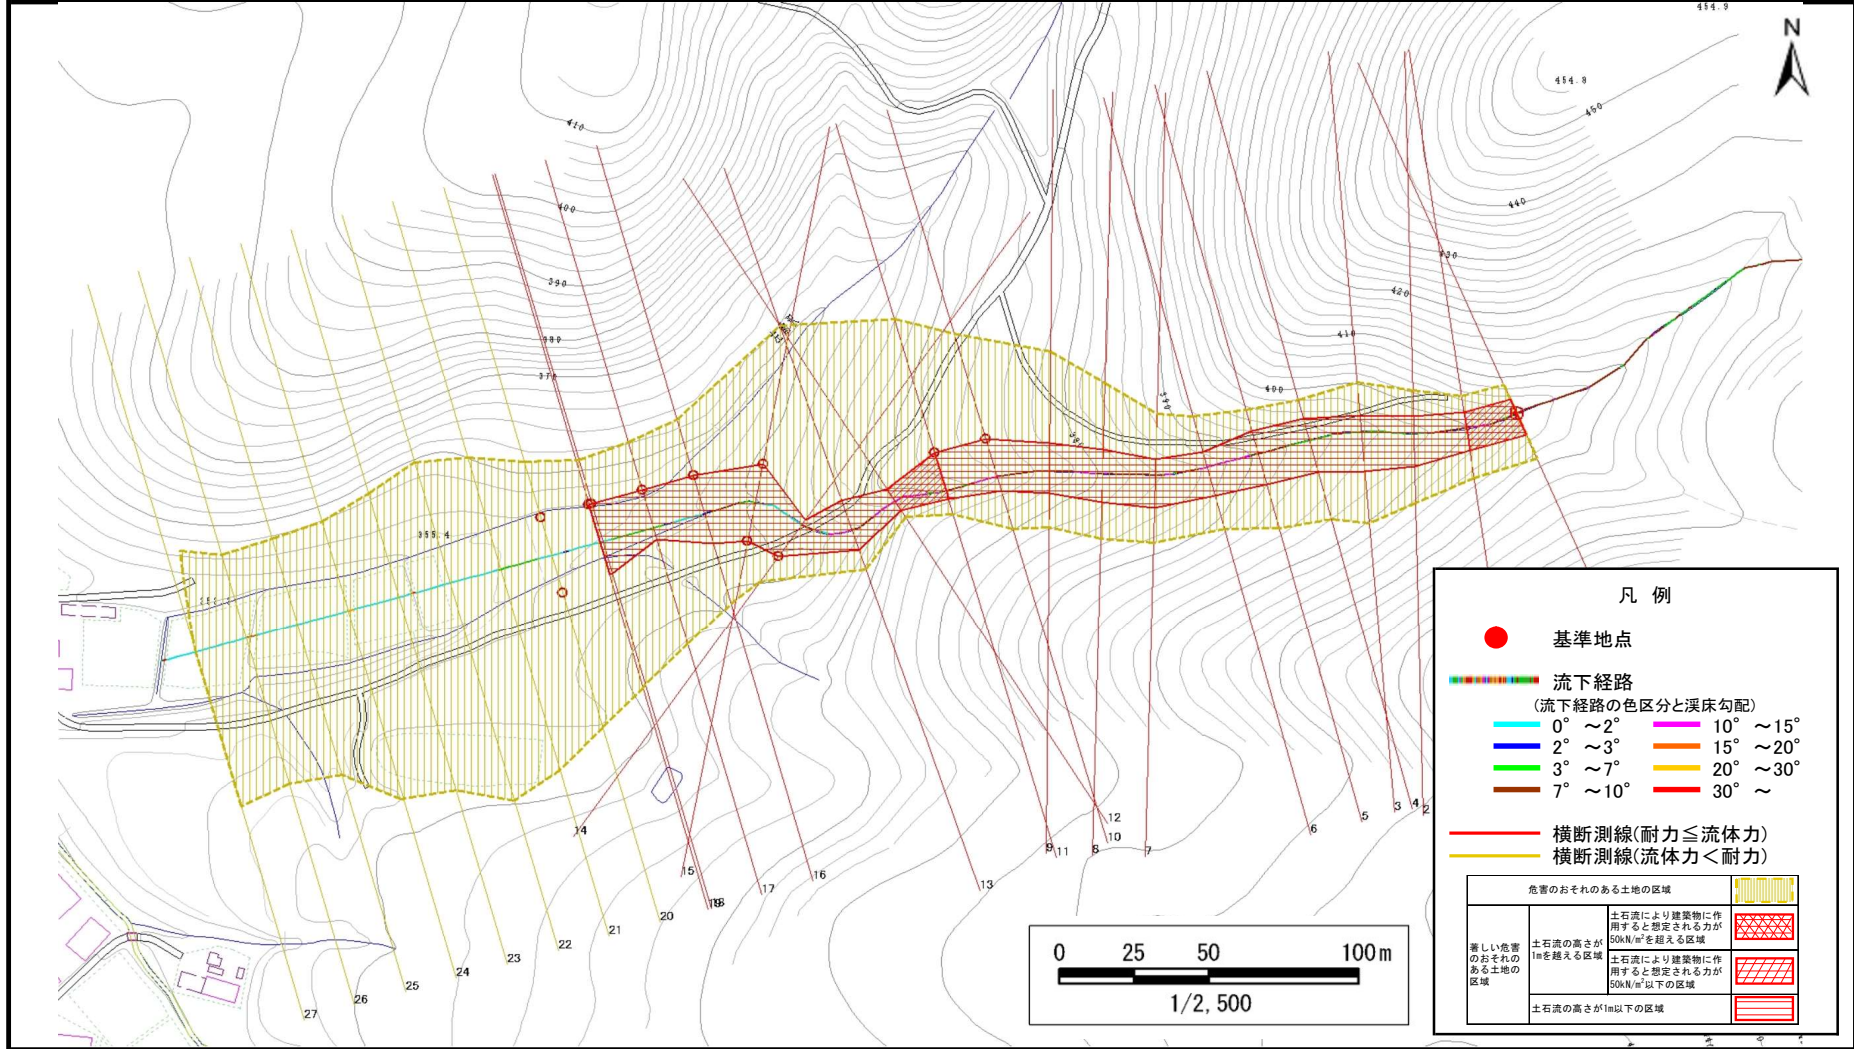 454.9
N
454.9
450
410
400
440
430
390
420
410
380
370
400
390
355.4
14
15
16
17
18
19
20
21
22
23
24
25
26
27
13
9
11
8
12
10
7
6
5
3
4
2
0 25 50 100m
1/2,500
凡 例
基準地点
流下経路
(流下経路の色区分と渓床勾配)
0° ～2° 10° ～15°
2° ～3° 15° ～20°
3° ～7° 20° ～30°
7° ～10° 30° ～
横断測線(耐力≦流体力)
横断測線(流体力＜耐力)
危害のおそれのある土地の区域
著しい危害
のおそれの
ある土地の
区域
土石流の高さが
1mを越える区域
土石流により建築物に作
用すると想定される力が
50kN/m²を超える区域
土石流により建築物に作
用すると想定される力が
50kN/m²以下の区域
土石流の高さが1m以下の区域